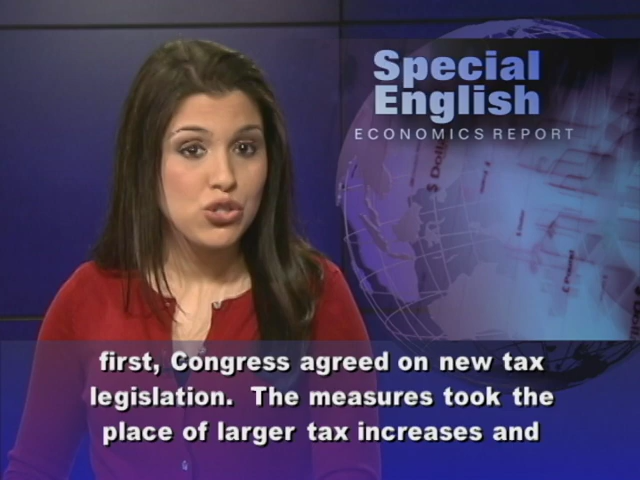 Special
English
ECONOMICS REPORT
$ Dolla
first, Congress agreed on new tax
legislation. The measures took the
place of larger tax increases and